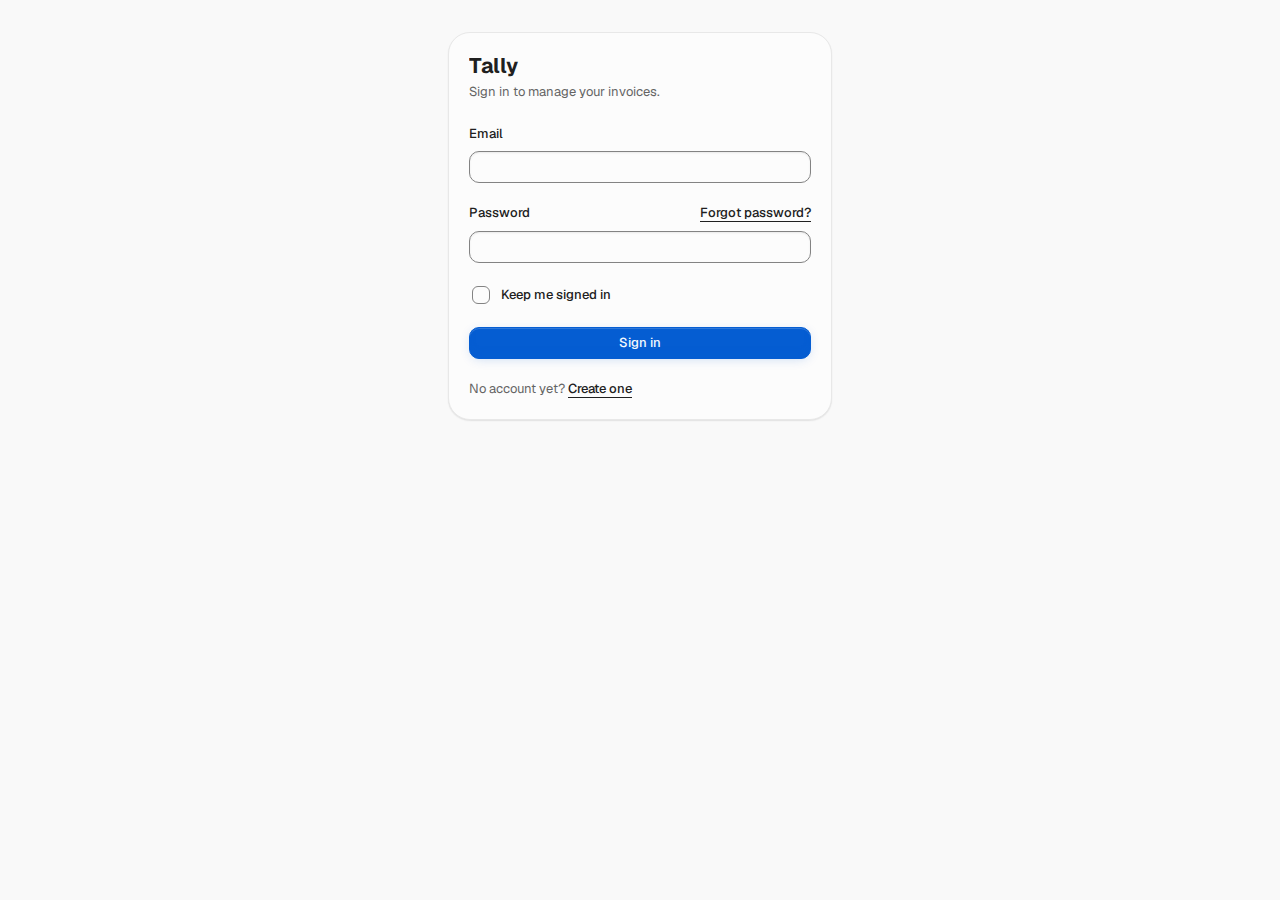 Tally
Sign in to manage your invoices.
Email
Password Forgot password?
Keep me signed in
Sign in
No account yet? Create one